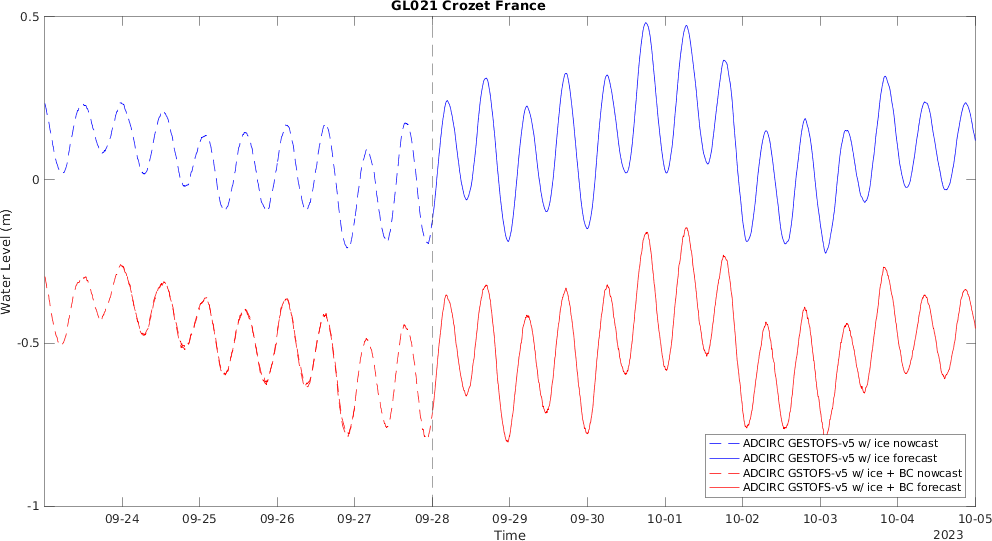 GL021 Crozet France
0.5
0
-0.5
-1
Water Level (m)
ADCIRC GESTOFS-v5 w/ ice nowcast
ADCIRC GESTOFS-v5 w/ ice forecast
ADCIRC GSTOFS-v5 w/ ice + BC nowcast
ADCIRC GSTOFS-v5 w/ ice + BC forecast
09-24 09-25 09-26 09-27 09-28 09-29 09-30 10-01 10-02 10-03 10-04 10-05
Time
2023